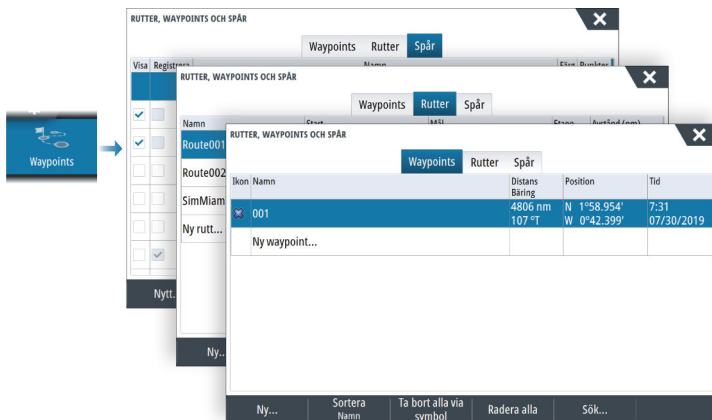 RUTTER, WAYPOINTS OCH SPÅR
Waypoints Rutter Spår
Visa Registrera Namn Färg Punkter
Nytt.
Waypoints
RUTTER, WAYPOINTS OCH SPÅR
Waypoints Rutter Spår
Namn Start Mål Etapp Avstånd (nm)
Route001
Route002
SimMiam
Ny rutt...
Ny..
RUTTER, WAYPOINTS OCH SPÅR
Waypoints Rutter Spår
Ikon Namn Distans Position Tid
Bäring
001 4806 nm N 1°58.954' 7:31
107 °T W 0°42.399' 07/30/2019
Ny waypoint...
Ny... Sortera Ta bort alla via Radera alla Sök...
Namn symbol